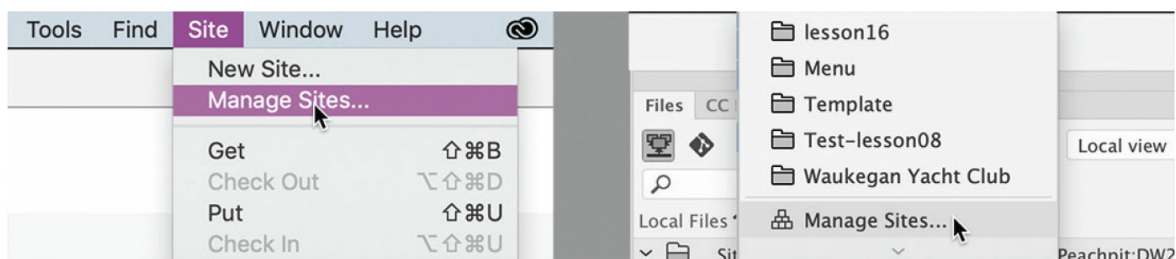 Tools Find Site Window Help
New Site...
Manage Sites...
Get ⇧⌘B
Check Out ⌥⇧⌘D
Put ⇧⌘U
Check In ⌥⇧⌘U
lesson16
Menu
Template
Test-lesson08
Waukegan Yacht Club
Manage Sites...
Files CC
Local view
Local Files
Sit
Peachpit:DW2